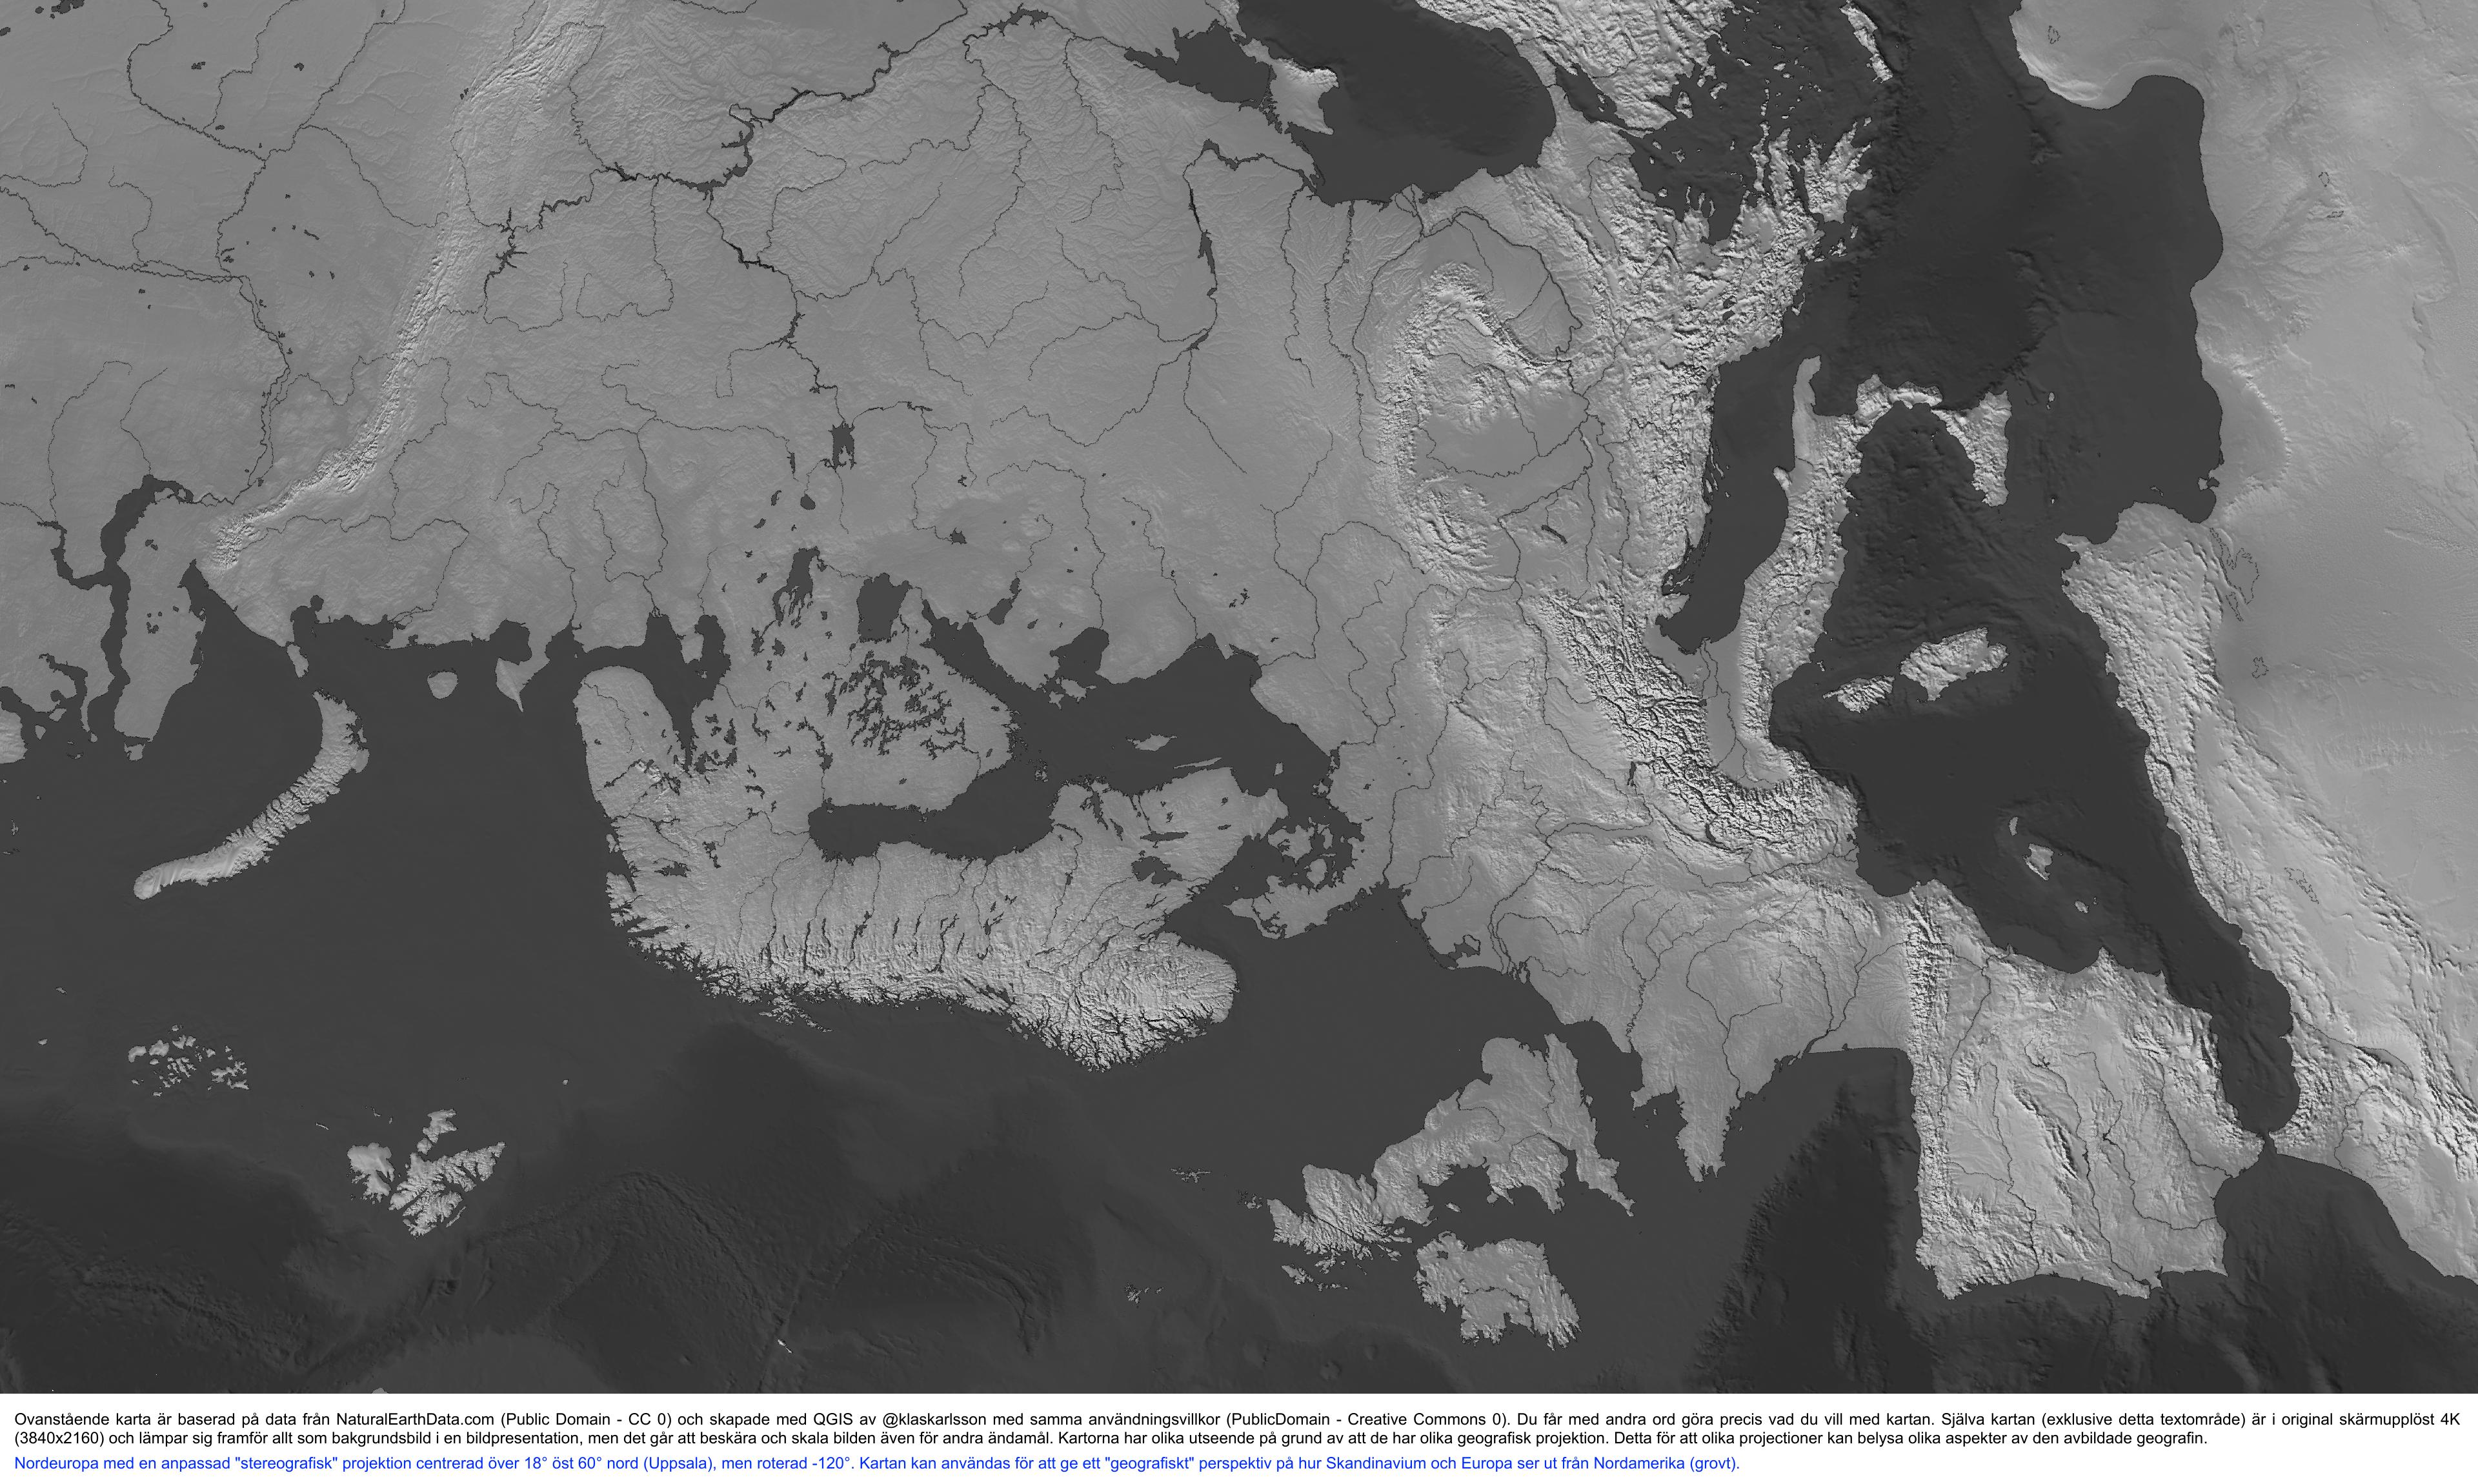 Ovanstående karta är baserad på data från NaturalEarthData.com (Public Domain - CC 0) och skapade med QGIS av @klaskarlsson med samma användningsvillkor (PublicDomain - Creative Commons 0). Du får med andra ord göra precis vad du vill med kartan. Själva kartan (exklusive detta textområde) är i original skärmupplöst 4K
(3840x2160) och lämpar sig framför allt som bakgrundsbild i en bildpresentation, men det går att beskära och skala bilden även för andra ändamål. Kartorna har olika utseende på grund av att de har olika geografisk projektion. Detta för att olika projectioner kan belysa olika aspekter av den avbildade geografin.
Nordeuropa med en anpassad "stereografisk" projektion centrerad över 18° öst 60° nord (Uppsala), men roterad -120°. Kartan kan användas för att ge ett "geografiskt" perspektiv på hur Skandinavium och Europa ser ut från Nordamerika (grovt).